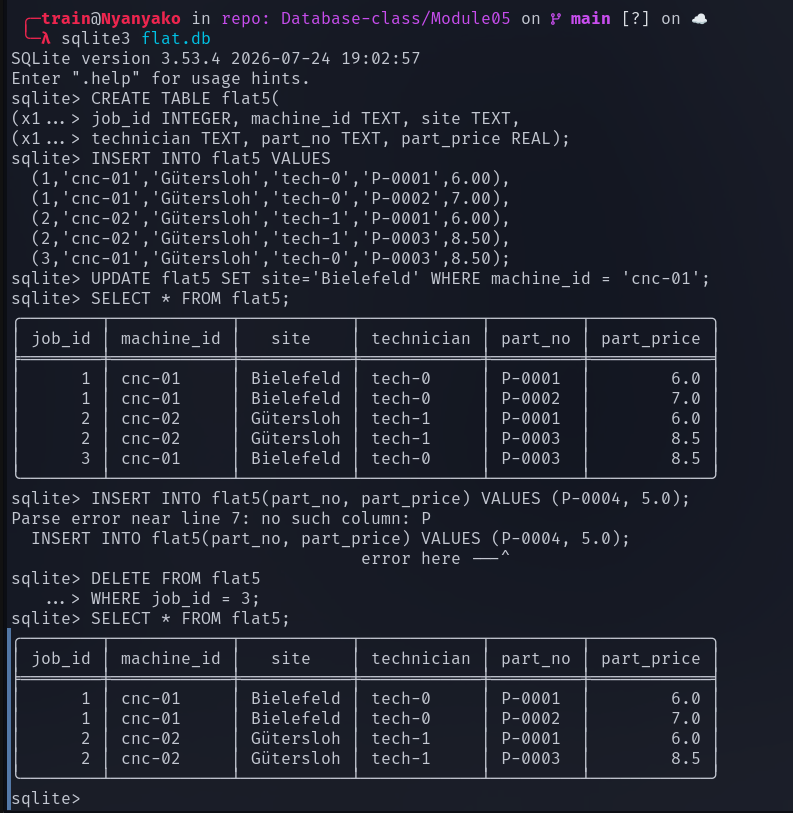 train@Nyanyako in repo: Database-class/Module05 on main [?] on ☁️
λ sqlite3 flat.db
SQLite version 3.53.4 2026-07-24 19:02:57
Enter ".help" for usage hints.
sqlite> CREATE TABLE flat5(
(x1...> job_id INTEGER, machine_id TEXT, site TEXT,
(x1...> technician TEXT, part_no TEXT, part_price REAL);
sqlite> INSERT INTO flat5 VALUES
(1,'cnc-01','Gütersloh','tech-0','P-0001',6.00),
(1,'cnc-01','Gütersloh','tech-0','P-0002',7.00),
(2,'cnc-02','Gütersloh','tech-1','P-0001',6.00),
(2,'cnc-02','Gütersloh','tech-1','P-0003',8.50),
(3,'cnc-01','Gütersloh','tech-0','P-0003',8.50);
sqlite> UPDATE flat5 SET site='Bielefeld' WHERE machine_id = 'cnc-01';
sqlite> SELECT * FROM flat5;
job_id machine_id site technician part_no part_price
1 cnc-01 Bielefeld tech-0 P-0001 6.0
1 cnc-01 Bielefeld tech-0 P-0002 7.0
2 cnc-02 Gütersloh tech-1 P-0001 6.0
2 cnc-02 Gütersloh tech-1 P-0003 8.5
3 cnc-01 Bielefeld tech-0 P-0003 8.5
sqlite> INSERT INTO flat5(part_no, part_price) VALUES (P-0004, 5.0);
Parse error near line 7: no such column: P
INSERT INTO flat5(part_no, part_price) VALUES (P-0004, 5.0);
error here ---^
sqlite> DELETE FROM flat5
...> WHERE job_id = 3;
sqlite> SELECT * FROM flat5;
job_id machine_id site technician part_no part_price
1 cnc-01 Bielefeld tech-0 P-0001 6.0
1 cnc-01 Bielefeld tech-0 P-0002 7.0
2 cnc-02 Gütersloh tech-1 P-0001 6.0
2 cnc-02 Gütersloh tech-1 P-0003 8.5
sqlite>